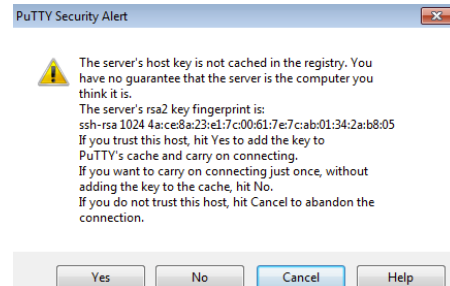 PuTTY Security Alert
The server's host key is not cached in the registry. You
have no guarantee that the server is the computer you
think it is.
The server's rsa2 key fingerprint is:
ssh-rsa 1024 4a:ce:8a:23:e1:7c:00:61:7e:7c:ab:01:34:2a:b8:05
If you trust this host, hit Yes to add the key to
PuTTY's cache and carry on connecting.
If you want to carry on connecting just once, without
adding the key to the cache, hit No.
If you do not trust this host, hit Cancel to abandon the
connection.
Yes No Cancel Help